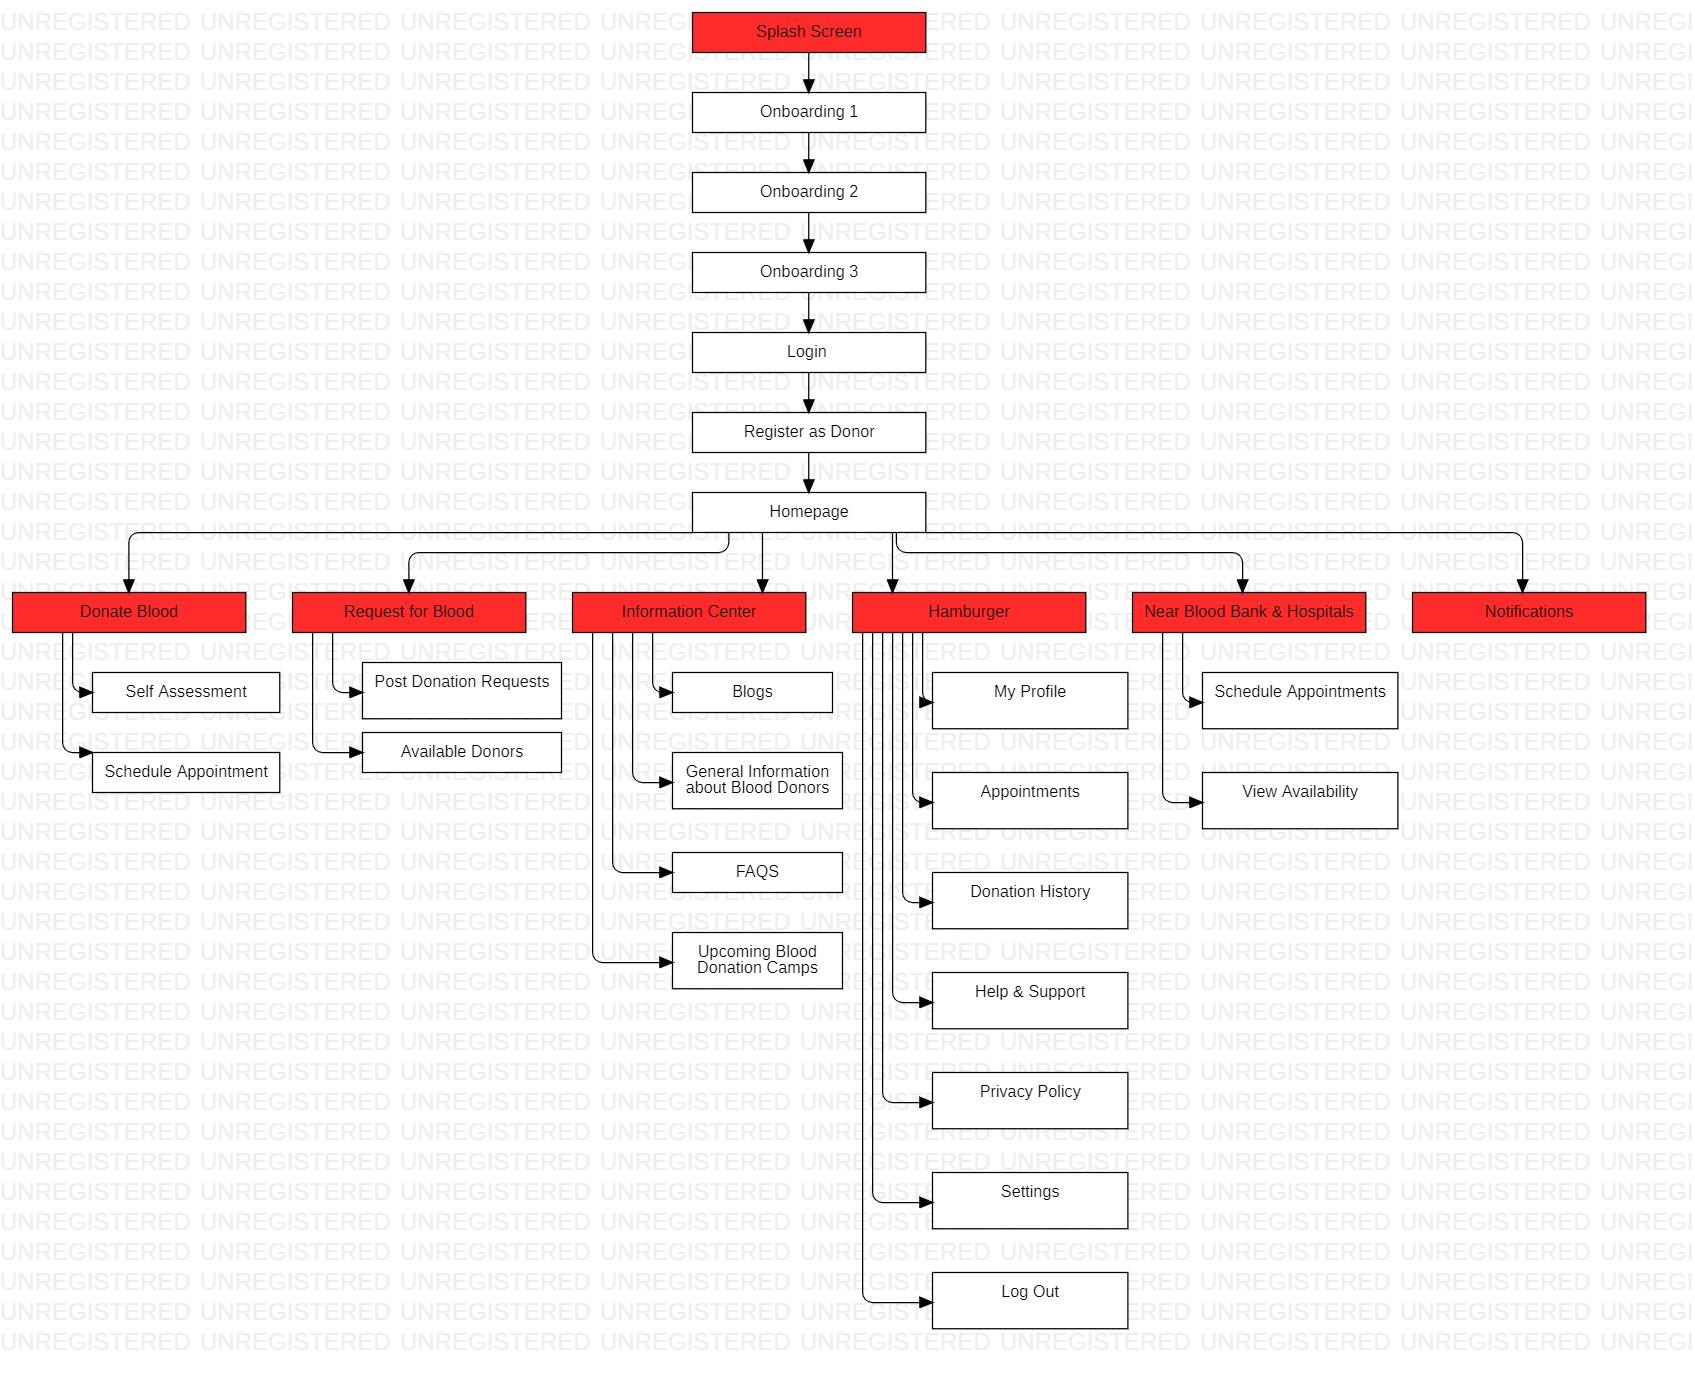 Splash Screen
Onboarding 1
Onboarding 2
Onboarding 3
Login
Register as Donor
Homepage
Donate Blood
Request for Blood
Information Center
Hamburger
Near Blood Bank & Hospitals
Notifications
Self Assessment
Schedule Appointment
Post Donation Requests
Available Donors
Blogs
General Information
about Blood Donors
FAQS
Upcoming Blood
Donation Camps
My Profile
Appointments
Donation History
Help & Support
Privacy Policy
Settings
Log Out
Schedule Appointments
View Availability
UNREGISTERED